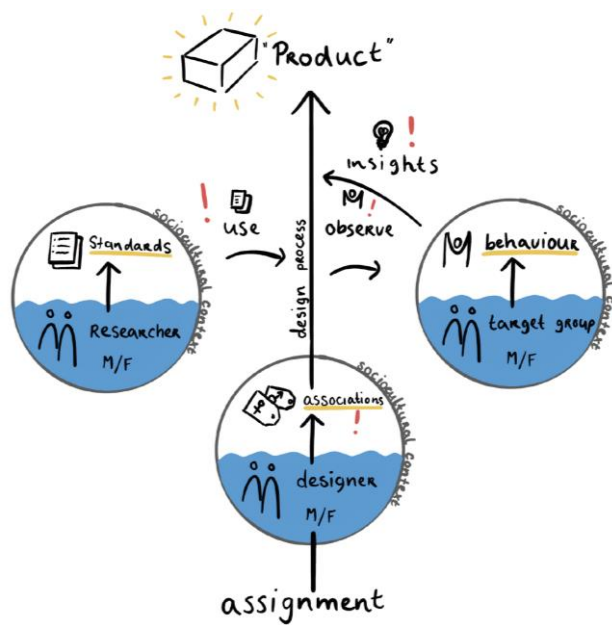 "Product"
insights
use
observe
design process
Standards
Researcher
M/F
sociocultural context
behaviour
target group
M/F
sociocultural context
associations
designer
M/F
sociocultural context
assignment